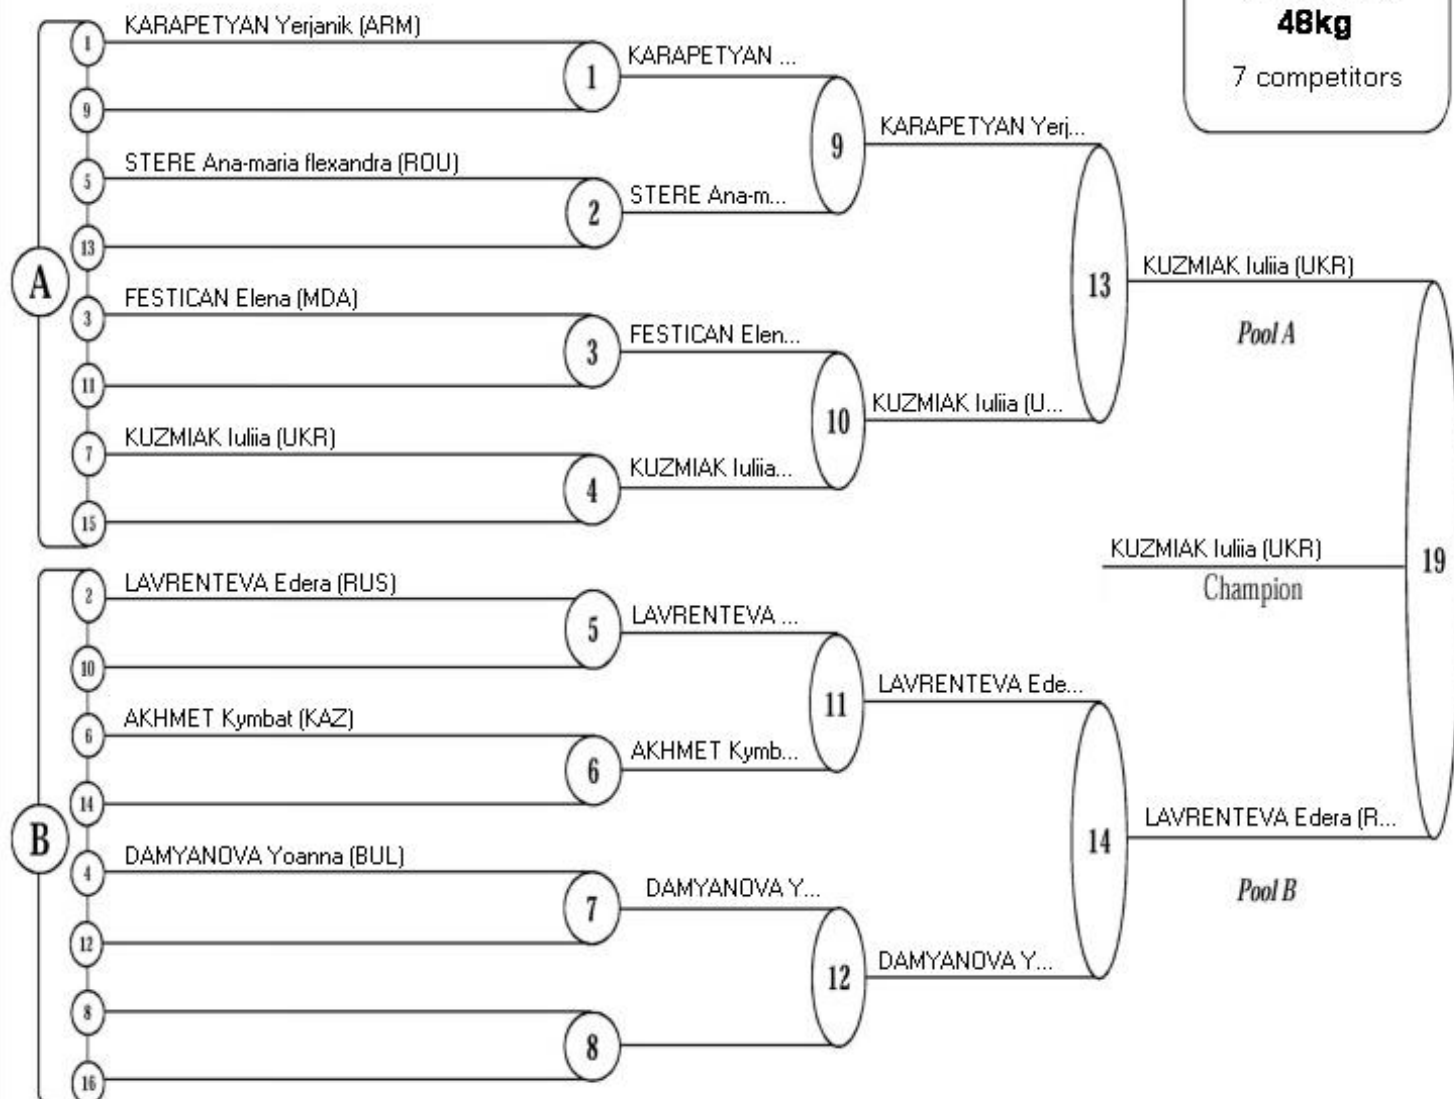 48kg
7 competitors
A
1
KARAPETYAN Yerjanik (ARM)
9
1
KARAPETYAN ...
5
STERE Ana-maria flexandra (ROU)
13
2
STERE Ana-m...
9
KARAPETYAN Yerj...
3
FESTICAN Elena (MDA)
11
3
FESTICAN Elen...
7
KUZMIAK Iuliia (UKR)
15
4
KUZMIAK Iuliia...
10
KUZMIAK Iuliia (U...
13
KUZMIAK Iuliia (UKR)
Pool A
B
2
LAVRENTEVA Edera (RUS)
10
5
LAVRENTEVA ...
6
AKHMET Kymbat (KAZ)
14
6
AKHMET Kymb...
11
LAVRENTEVA Ede...
4
DAMYANOVA Yoanna (BUL)
12
7
DAMYANOVA Y...
8
16
8
12
DAMYANOVA Y...
14
LAVRENTEVA Edera (R...
Pool B
19
KUZMIAK Iuliia (UKR)
Champion